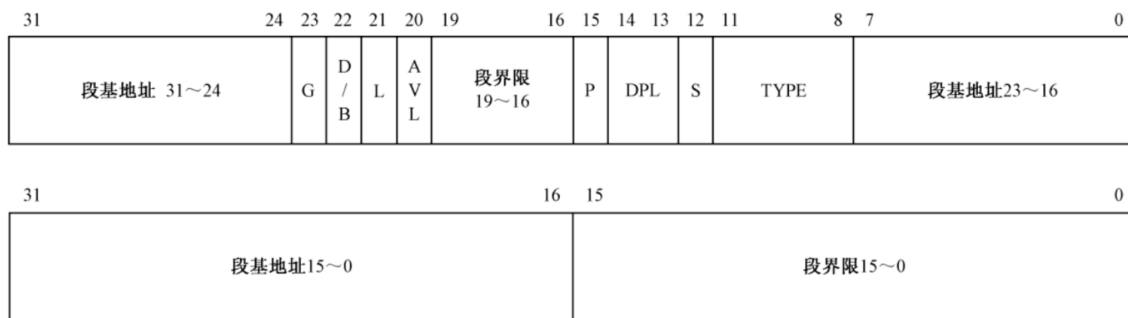 31 24 23 22 21 20 19 16 15 14 13 12 11 8 7 0
段基地址 31～24 G D/B L AVL 段界限 19～16 P DPL S TYPE 段基地址23～16
31 16 15 0
段基地址15～0 段界限15～0